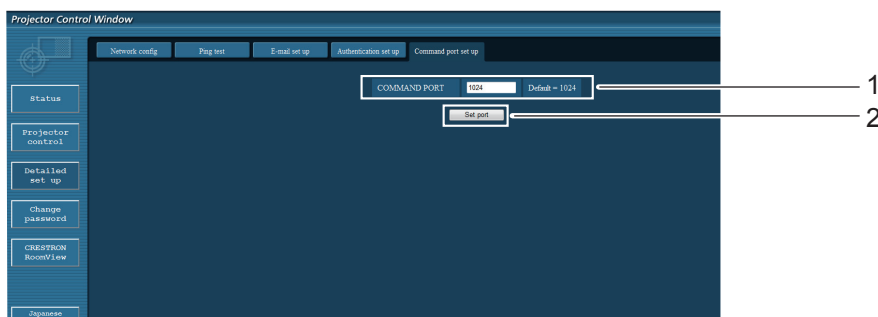 Projector Control Window
Network config
Ping test
E-mail set up
Authentication set up
Command port set up
COMMAND PORT
1024
Default = 1024
1
Set port
2
Status
Projector
control
Detailed
set up
Change
password
CRESTRON
RoomView
Japanese